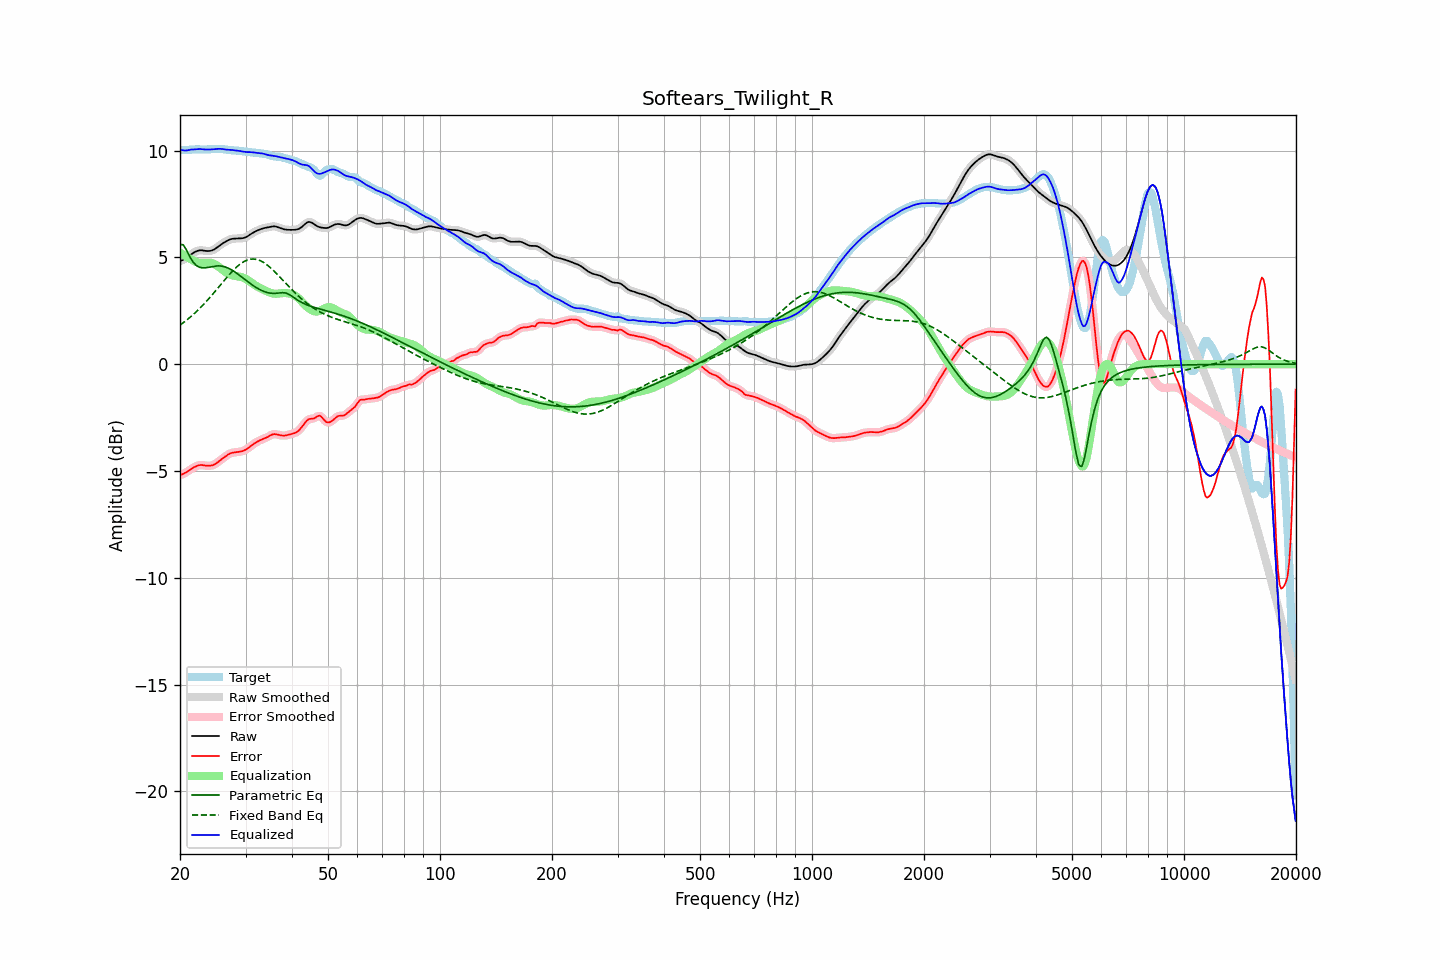 Softears_Twilight_R
10
5
0
−5
−10
−15
−20
Amplitude (dBr)
Target
Raw Smoothed
Error Smoothed
Raw
Error
Equalization
Parametric Eq
Fixed Band Eq
Equalized
20 50 100 200 500 1000 2000 5000 10000 20000
Frequency (Hz)